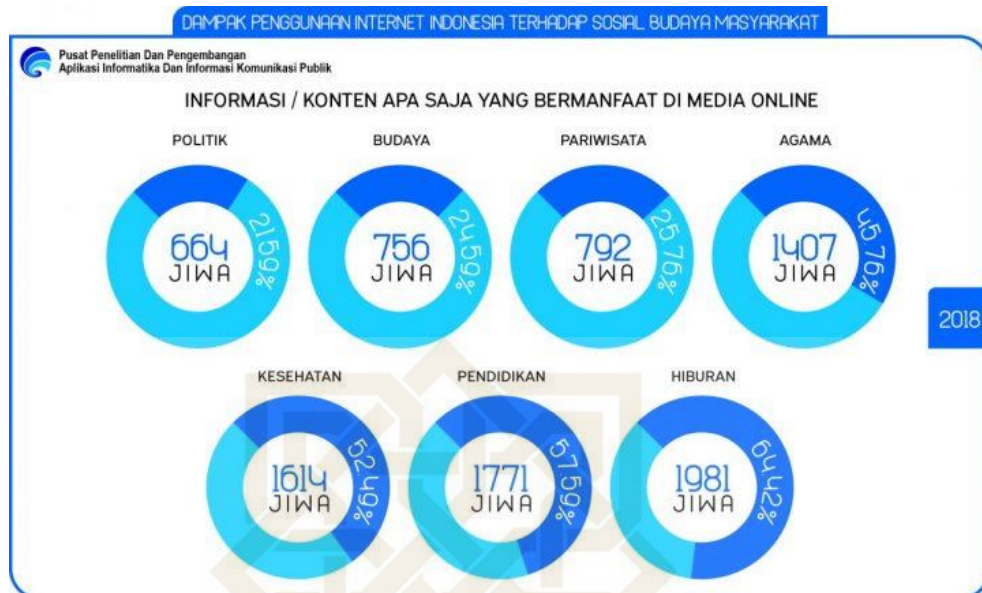 DAMPAK PENGGUNAAN INTERNET INDONESIA TERHADAP SOSIAL BUDAYA MASYARAKAT
Pusat Penelitian Dan Pengembangan
Aplikasi Informatika Dan Informasi Komunikasi Publik
INFORMASI / KONTEN APA SAJA YANG BERMANFAAT DI MEDIA ONLINE
POLITIK
664
JIWA
21.59%
BUDAYA
756
JIWA
24.59%
PARIWISATA
792
JIWA
25.76%
AGAMA
1407
JIWA
45.76%
2018
KESEHATAN
1614
JIWA
52.49%
PENDIDIKAN
1771
JIWA
57.59%
HIBURAN
1981
JIWA
64.42%